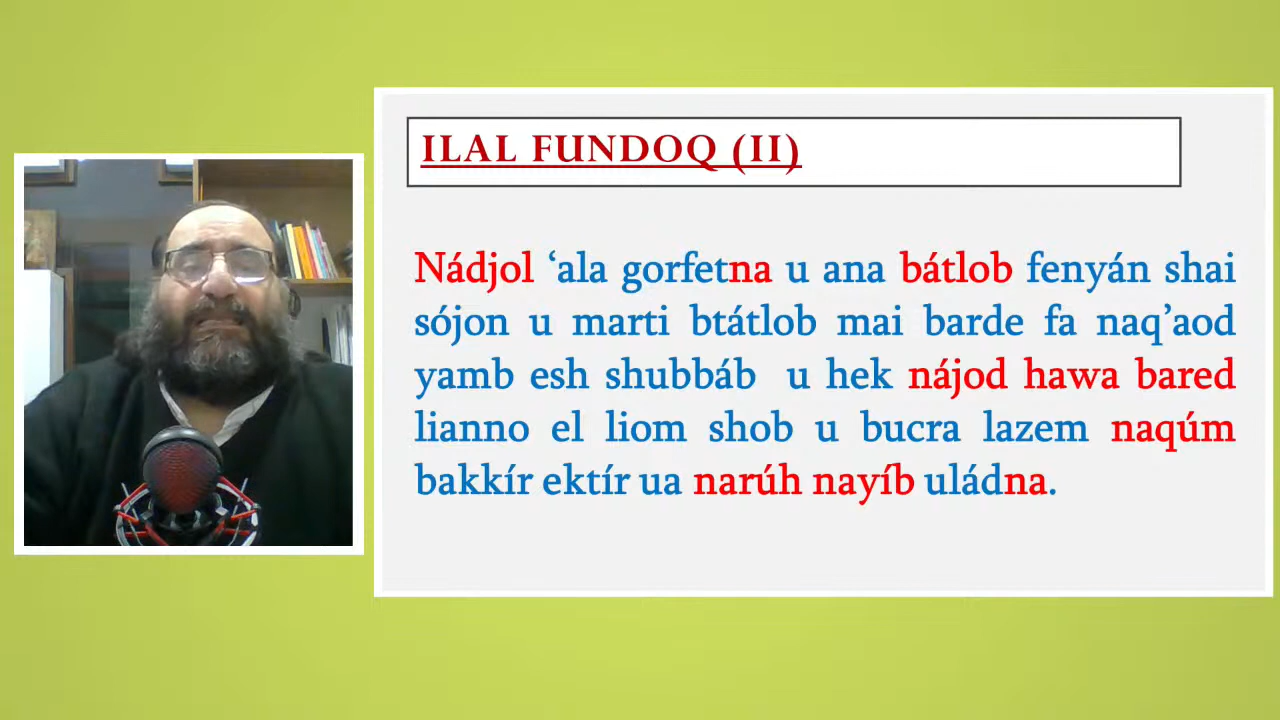 ILAL FUNDOQ (II)
Nádjol ‘ala gorfetna u ana bátlob fenyán shai
sójon u marti btátlob mai barde fa naq’aod
yamb esh shubbáb u hek nájod hawa bared
lianno el liom shob u bucra lazem naqúm
bakkír ektír ua narúh nayíb uládna.